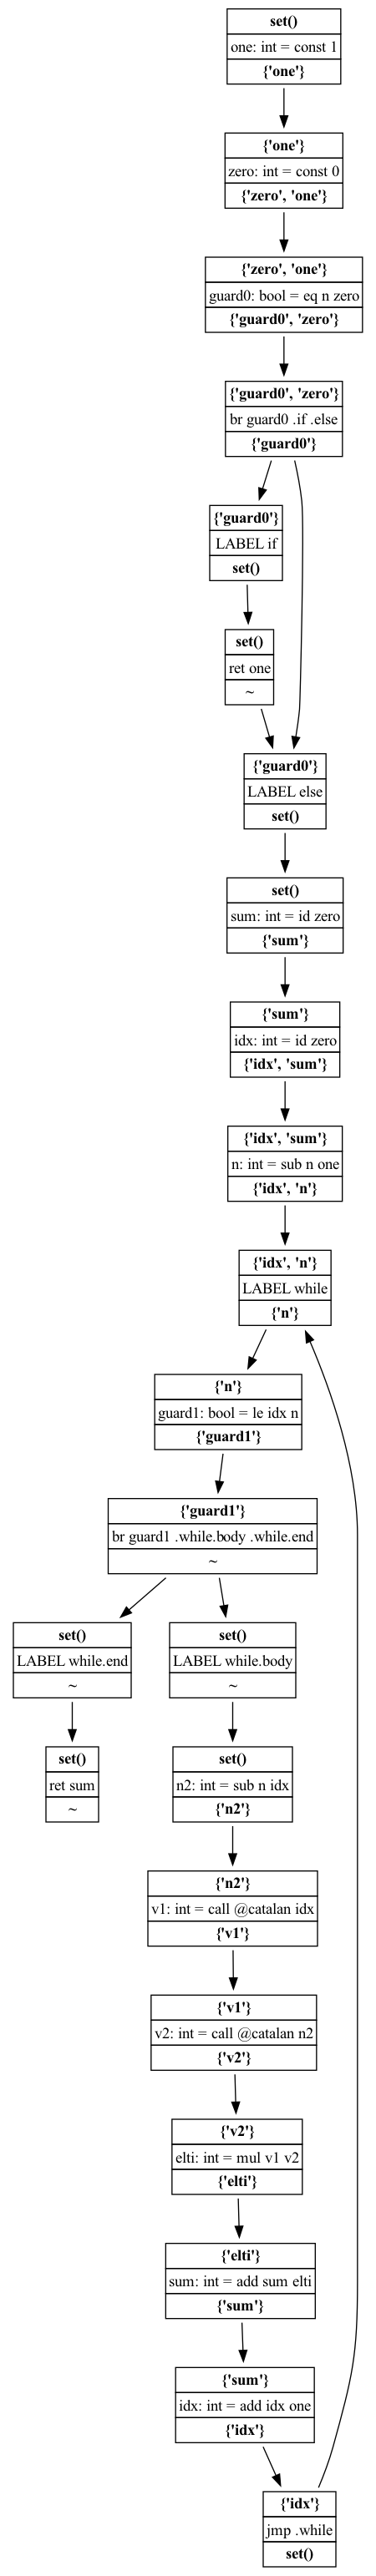 set()
one: int = const 1
{'one'}
{'one'}
zero: int = const 0
{'zero', 'one'}
{'zero', 'one'}
guard0: bool = eq n zero
{'guard0', 'zero'}
{'guard0', 'zero'}
br guard0 .if .else
{'guard0'}
{'guard0'}
LABEL if
set()
set()
ret one
~
{'guard0'}
LABEL else
set()
set()
sum: int = id zero
{'sum'}
{'sum'}
idx: int = id zero
{'idx', 'sum'}
{'idx', 'sum'}
n: int = sub n one
{'idx', 'n'}
{'idx', 'n'}
LABEL while
{'n'}
{'n'}
guard1: bool = le idx n
{'guard1'}
{'guard1'}
br guard1 .while.body .while.end
~
set()
LABEL while.end
~
set()
LABEL while.body
~
set()
ret sum
~
set()
n2: int = sub n idx
{'n2'}
{'n2'}
v1: int = call @catalan idx
{'v1'}
{'v1'}
v2: int = call @catalan n2
{'v2'}
{'v2'}
elti: int = mul v1 v2
{'elti'}
{'elti'}
sum: int = add sum elti
{'sum'}
{'sum'}
idx: int = add idx one
{'idx'}
{'idx'}
jmp .while
set()